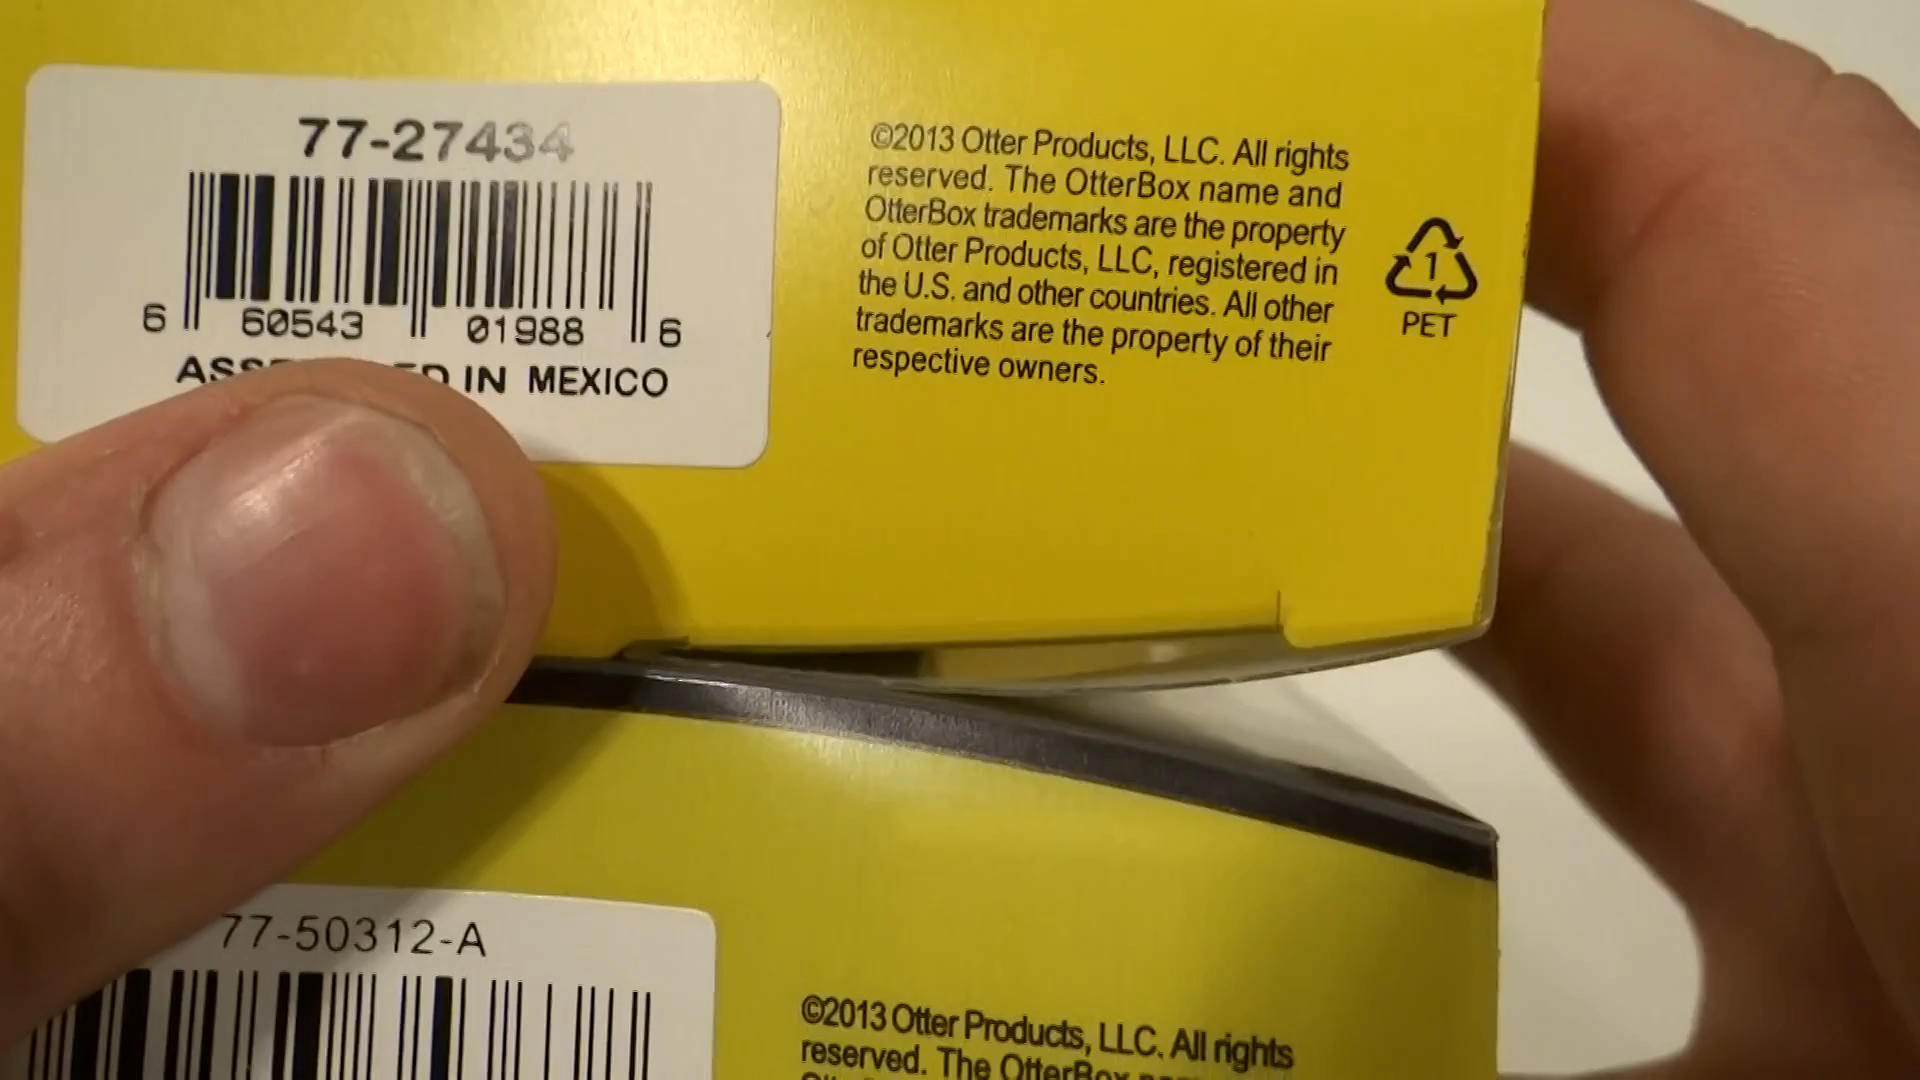 77-27434
6 60543 01988 6
IN MEXICO
©2013 Otter Products, LLC. All rights
reserved. The OtterBox name and
OtterBox trademarks are the property
of Otter Products, LLC, registered in
the U.S. and other countries. All other
trademarks are the property of their
respective owners.
1
PET
77-50312-A
©2013 Otter Products, LLC. All rights
reserved. The OtterBox